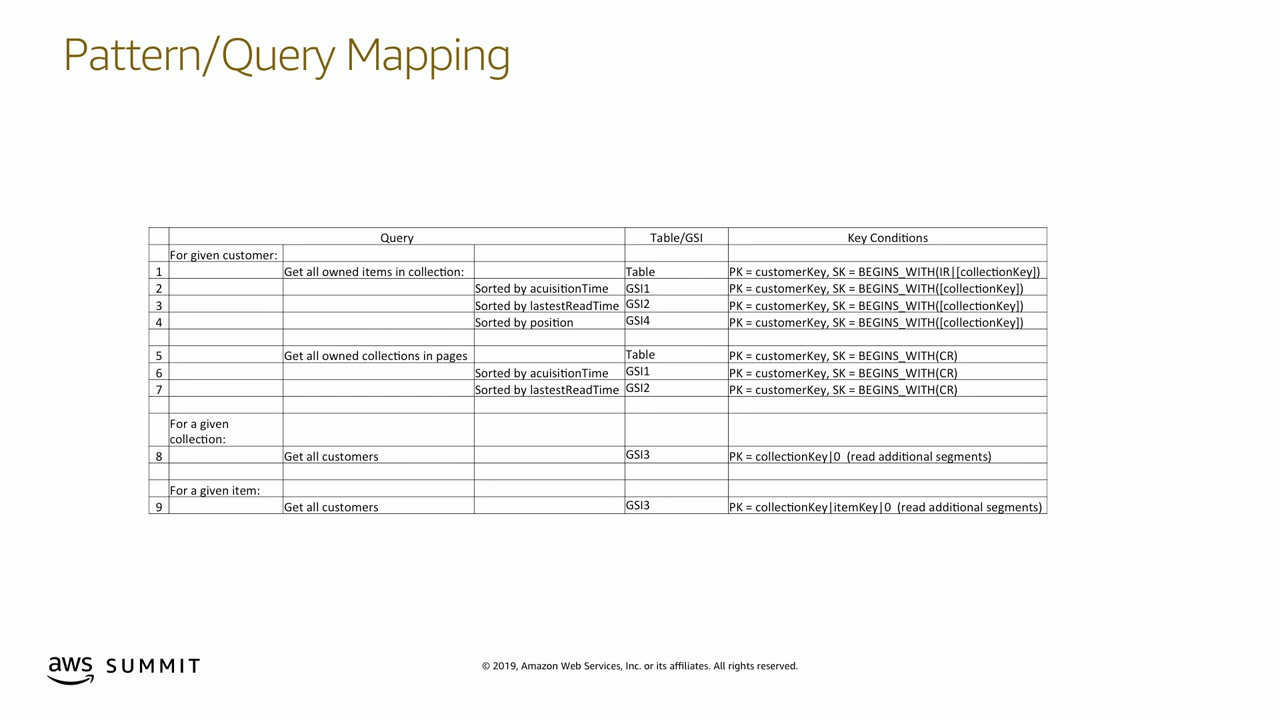 Pattern/Query Mapping
Query Table/GSI Key Conditions
For given customer:
1 Get all owned items in collection: Table PK = customerKey, SK = BEGINS_WITH(IR|[collectionKey])
2 Sorted by acuisitionTime GSI1 PK = customerKey, SK = BEGINS_WITH([collectionKey])
3 Sorted by lastestReadTime GSI2 PK = customerKey, SK = BEGINS_WITH([collectionKey])
4 Sorted by position GSI4 PK = customerKey, SK = BEGINS_WITH([collectionKey])
5 Get all owned collections in pages Table PK = customerKey, SK = BEGINS_WITH(CR)
6 Sorted by acuisitionTime GSI1 PK = customerKey, SK = BEGINS_WITH(CR)
7 Sorted by lastestReadTime GSI2 PK = customerKey, SK = BEGINS_WITH(CR)
For a given
collection:
8 Get all customers GSI3 PK = collectionKey|0 (read additional segments)
For a given item:
9 Get all customers GSI3 PK = collectionKey|itemKey|0 (read additional segments)
aws SUMMIT
© 2019, Amazon Web Services, Inc. or its affiliates. All rights reserved.